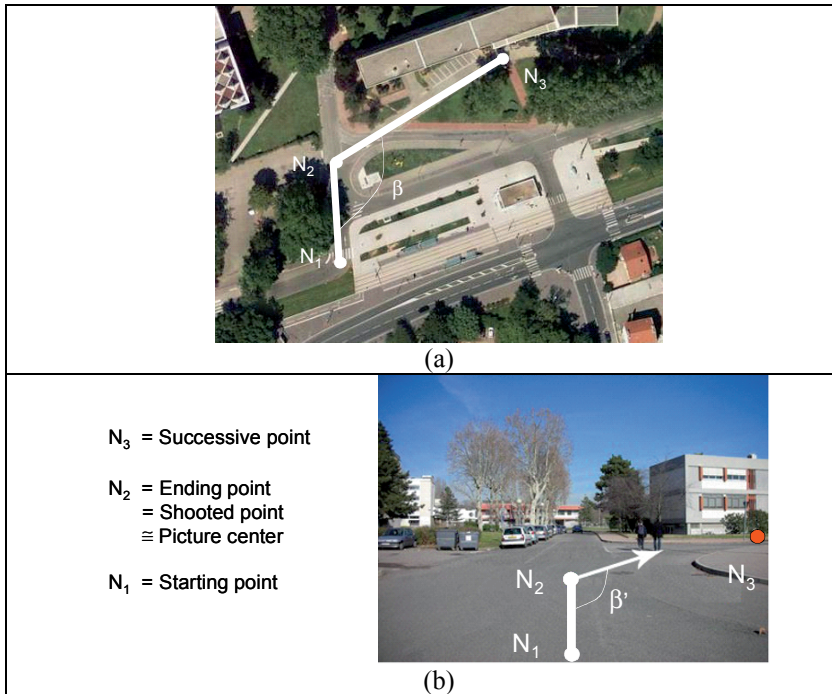 N3
N2
β
N1
(a)
N3 = Successive point
N2 = Ending point
= Shooted point
≅ Picture center
N1 = Starting point
N2
N3
β'
N1
(b)